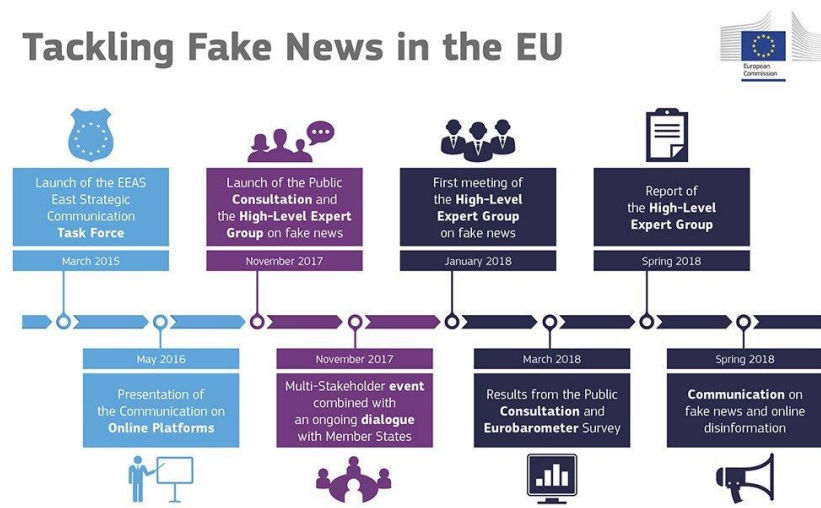 Tackling Fake News in the EU
European
Commission
Launch of the EEAS
East Strategic
Communication
Task Force
March 2015
Launch of the Public
Consultation and
the High-Level Expert
Group on fake news
November 2017
First meeting of
the High-Level
Expert Group
on fake news
January 2018
Report of
the High-Level
Expert Group
Spring 2018
May 2016
Presentation of
the Communication on
Online Platforms
November 2017
Multi-Stakeholder event
combined with
an ongoing dialogue
with Member States
March 2018
Results from the Public
Consultation and
Eurobarometer Survey
Spring 2018
Communication on
fake news and online
disinformation